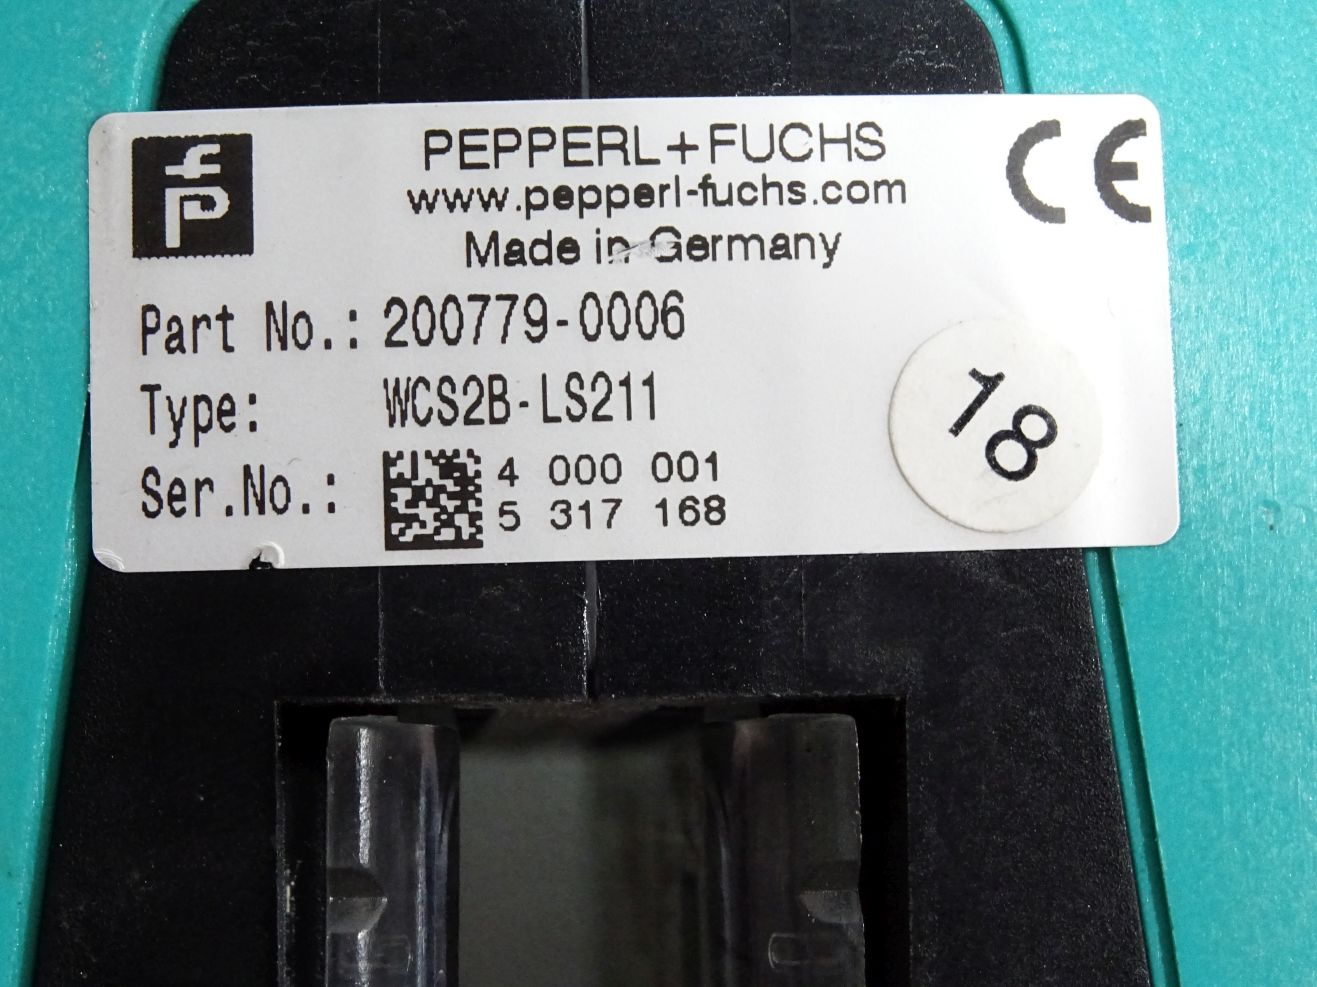 PEPPERL+FUCHS
www.pepperl-fuchs.com
Made in Germany
CE
Part No.: 200779-0006
Type: WCS2B-LS211
Ser.No.: 4 000 001
5 317 168
18